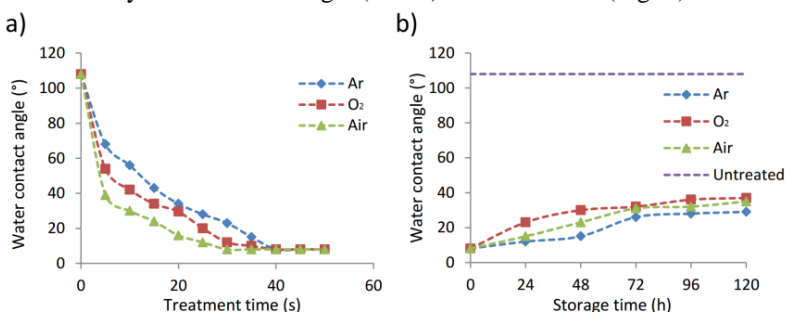 a)
120
100
80
60
40
20
0
Water contact angle (°)
Ar
O₂
Air
0 20 40 60
Treatment time (s)
b)
120
100
80
60
40
20
0
Water contact angle (°)
Ar
O₂
Air
Untreated
0 24 48 72 96 120
Storage time (h)